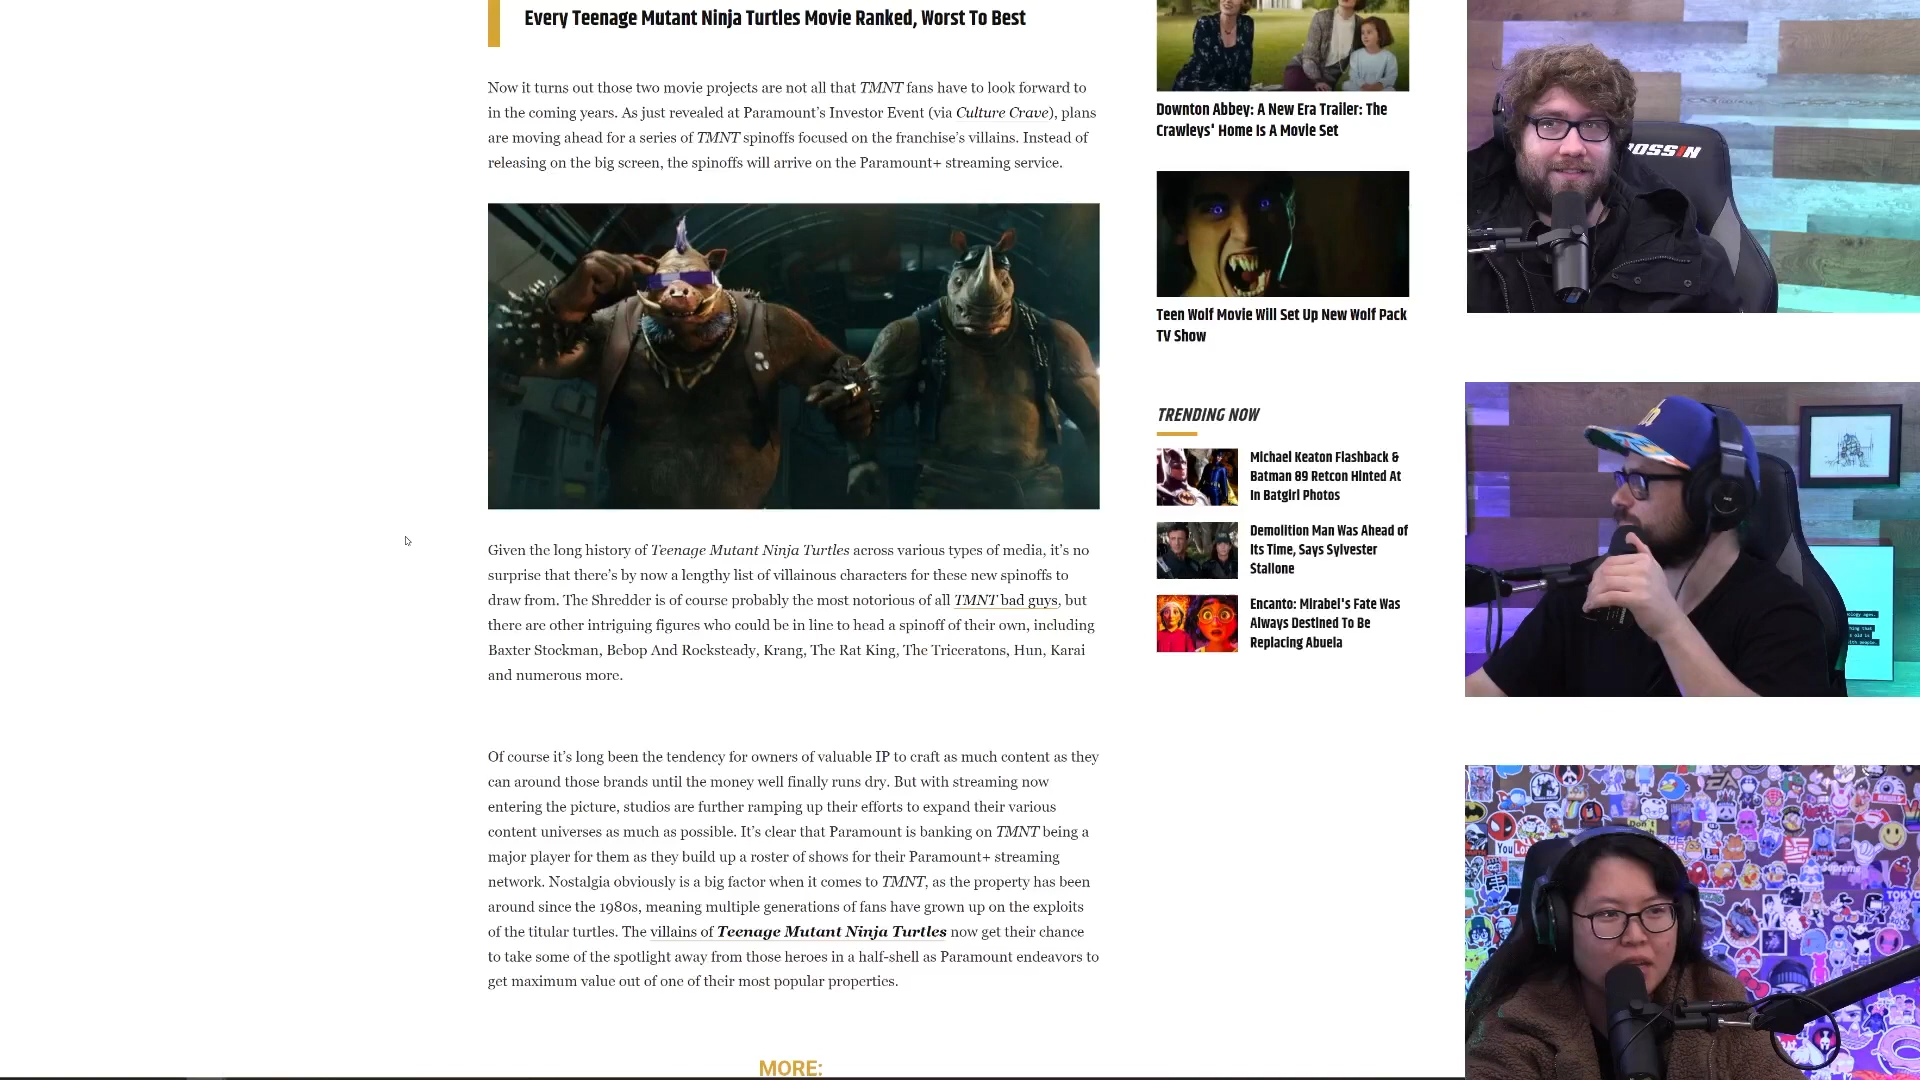 Every Teenage Mutant Ninja Turtles Movie Ranked, Worst To Best
Now it turns out those two movie projects are not all that TMNT fans have to look forward to
in the coming years. As just revealed at Paramount's Investor Event (via Culture Crave), plans
are moving ahead for a series of TMNT spinoffs focused on the franchise's villains. Instead of
releasing on the big screen, the spinoffs will arrive on the Paramount+ streaming service.
Given the long history of Teenage Mutant Ninja Turtles across various types of media, it's no
surprise that there's by now a lengthy list of villainous characters for these new spinoffs to
draw from. The Shredder is of course probably the most notorious of all TMNT bad guys, but
there are other intriguing figures who could be in line to head a spinoff of their own, including
Baxter Stockman, Bebop And Rocksteady, Krang, The Rat King, The Triceratons, Hun, Karai
and numerous more.
Of course it's long been the tendency for owners of valuable IP to craft as much content as they
can around those brands until the money well finally runs dry. But with streaming now
entering the picture, studios are further ramping up their efforts to expand their various
content universes as much as possible. It's clear that Paramount is banking on TMNT being a
major player for them as they build up a roster of shows for their Paramount+ streaming
network. Nostalgia obviously is a big factor when it comes to TMNT, as the property has been
around since the 1980s, meaning multiple generations of fans have grown up on the exploits
of the titular turtles. The villains of Teenage Mutant Ninja Turtles now get their chance
to take some of the spotlight away from those heroes in a half-shell as Paramount endeavors to
get maximum value out of one of their most popular properties.
MORE:
Downton Abbey: A New Era Trailer: The
Crawleys' Home Is A Movie Set
Teen Wolf Movie Will Set Up New Wolf Pack
TV Show
TRENDING NOW
Michael Keaton Flashback &
Batman 89 Retcon Hinted At
In Batgirl Photos
Demolition Man Was Ahead of
Its Time, Says Sylvester
Stallone
Encanto: Mirabel's Fate Was
Always Destined To Be
Replacing Abuela
ROSSIN
EA
Don't
Supreme
TOKYO